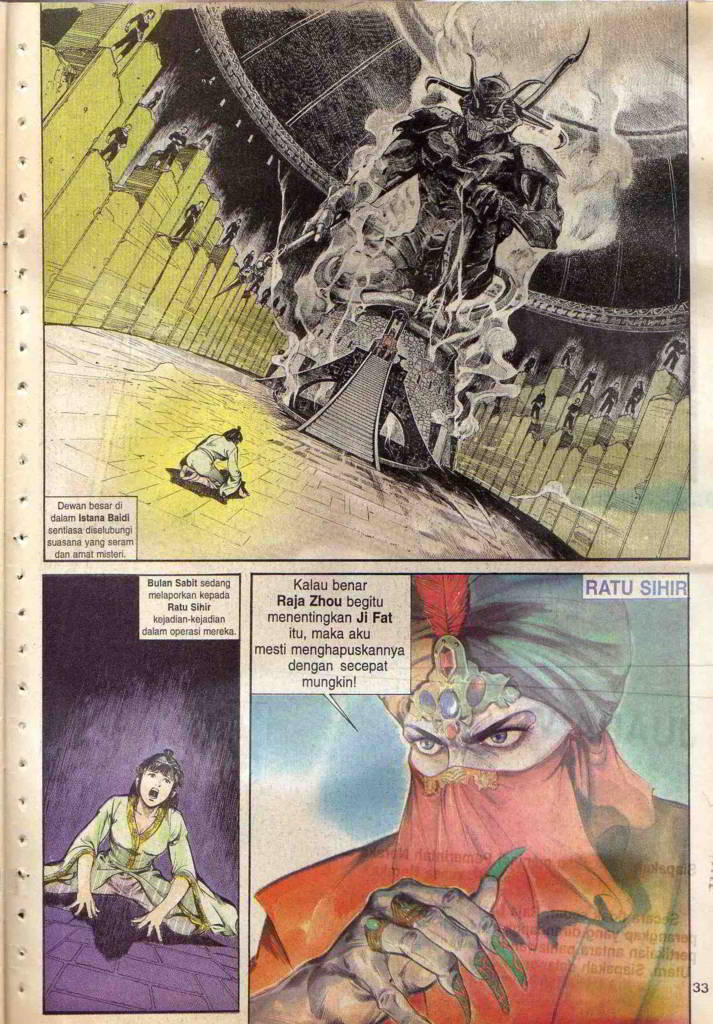 Dewan besar di
dalam Istana Baidi
sentiasa diselubungi
suasana yang seram
dan amat misteri.
Bulan Sabit sedang
melaporkan kepada
Ratu Sihir
kejadian-kejadian
dalam operasi mereka.
Kalau benar
Raja Zhou begitu
menentingkan Ji Fat
itu, maka aku
mesti menghapuskannya
dengan secepat
mungkin!
RATU SIHIR
33